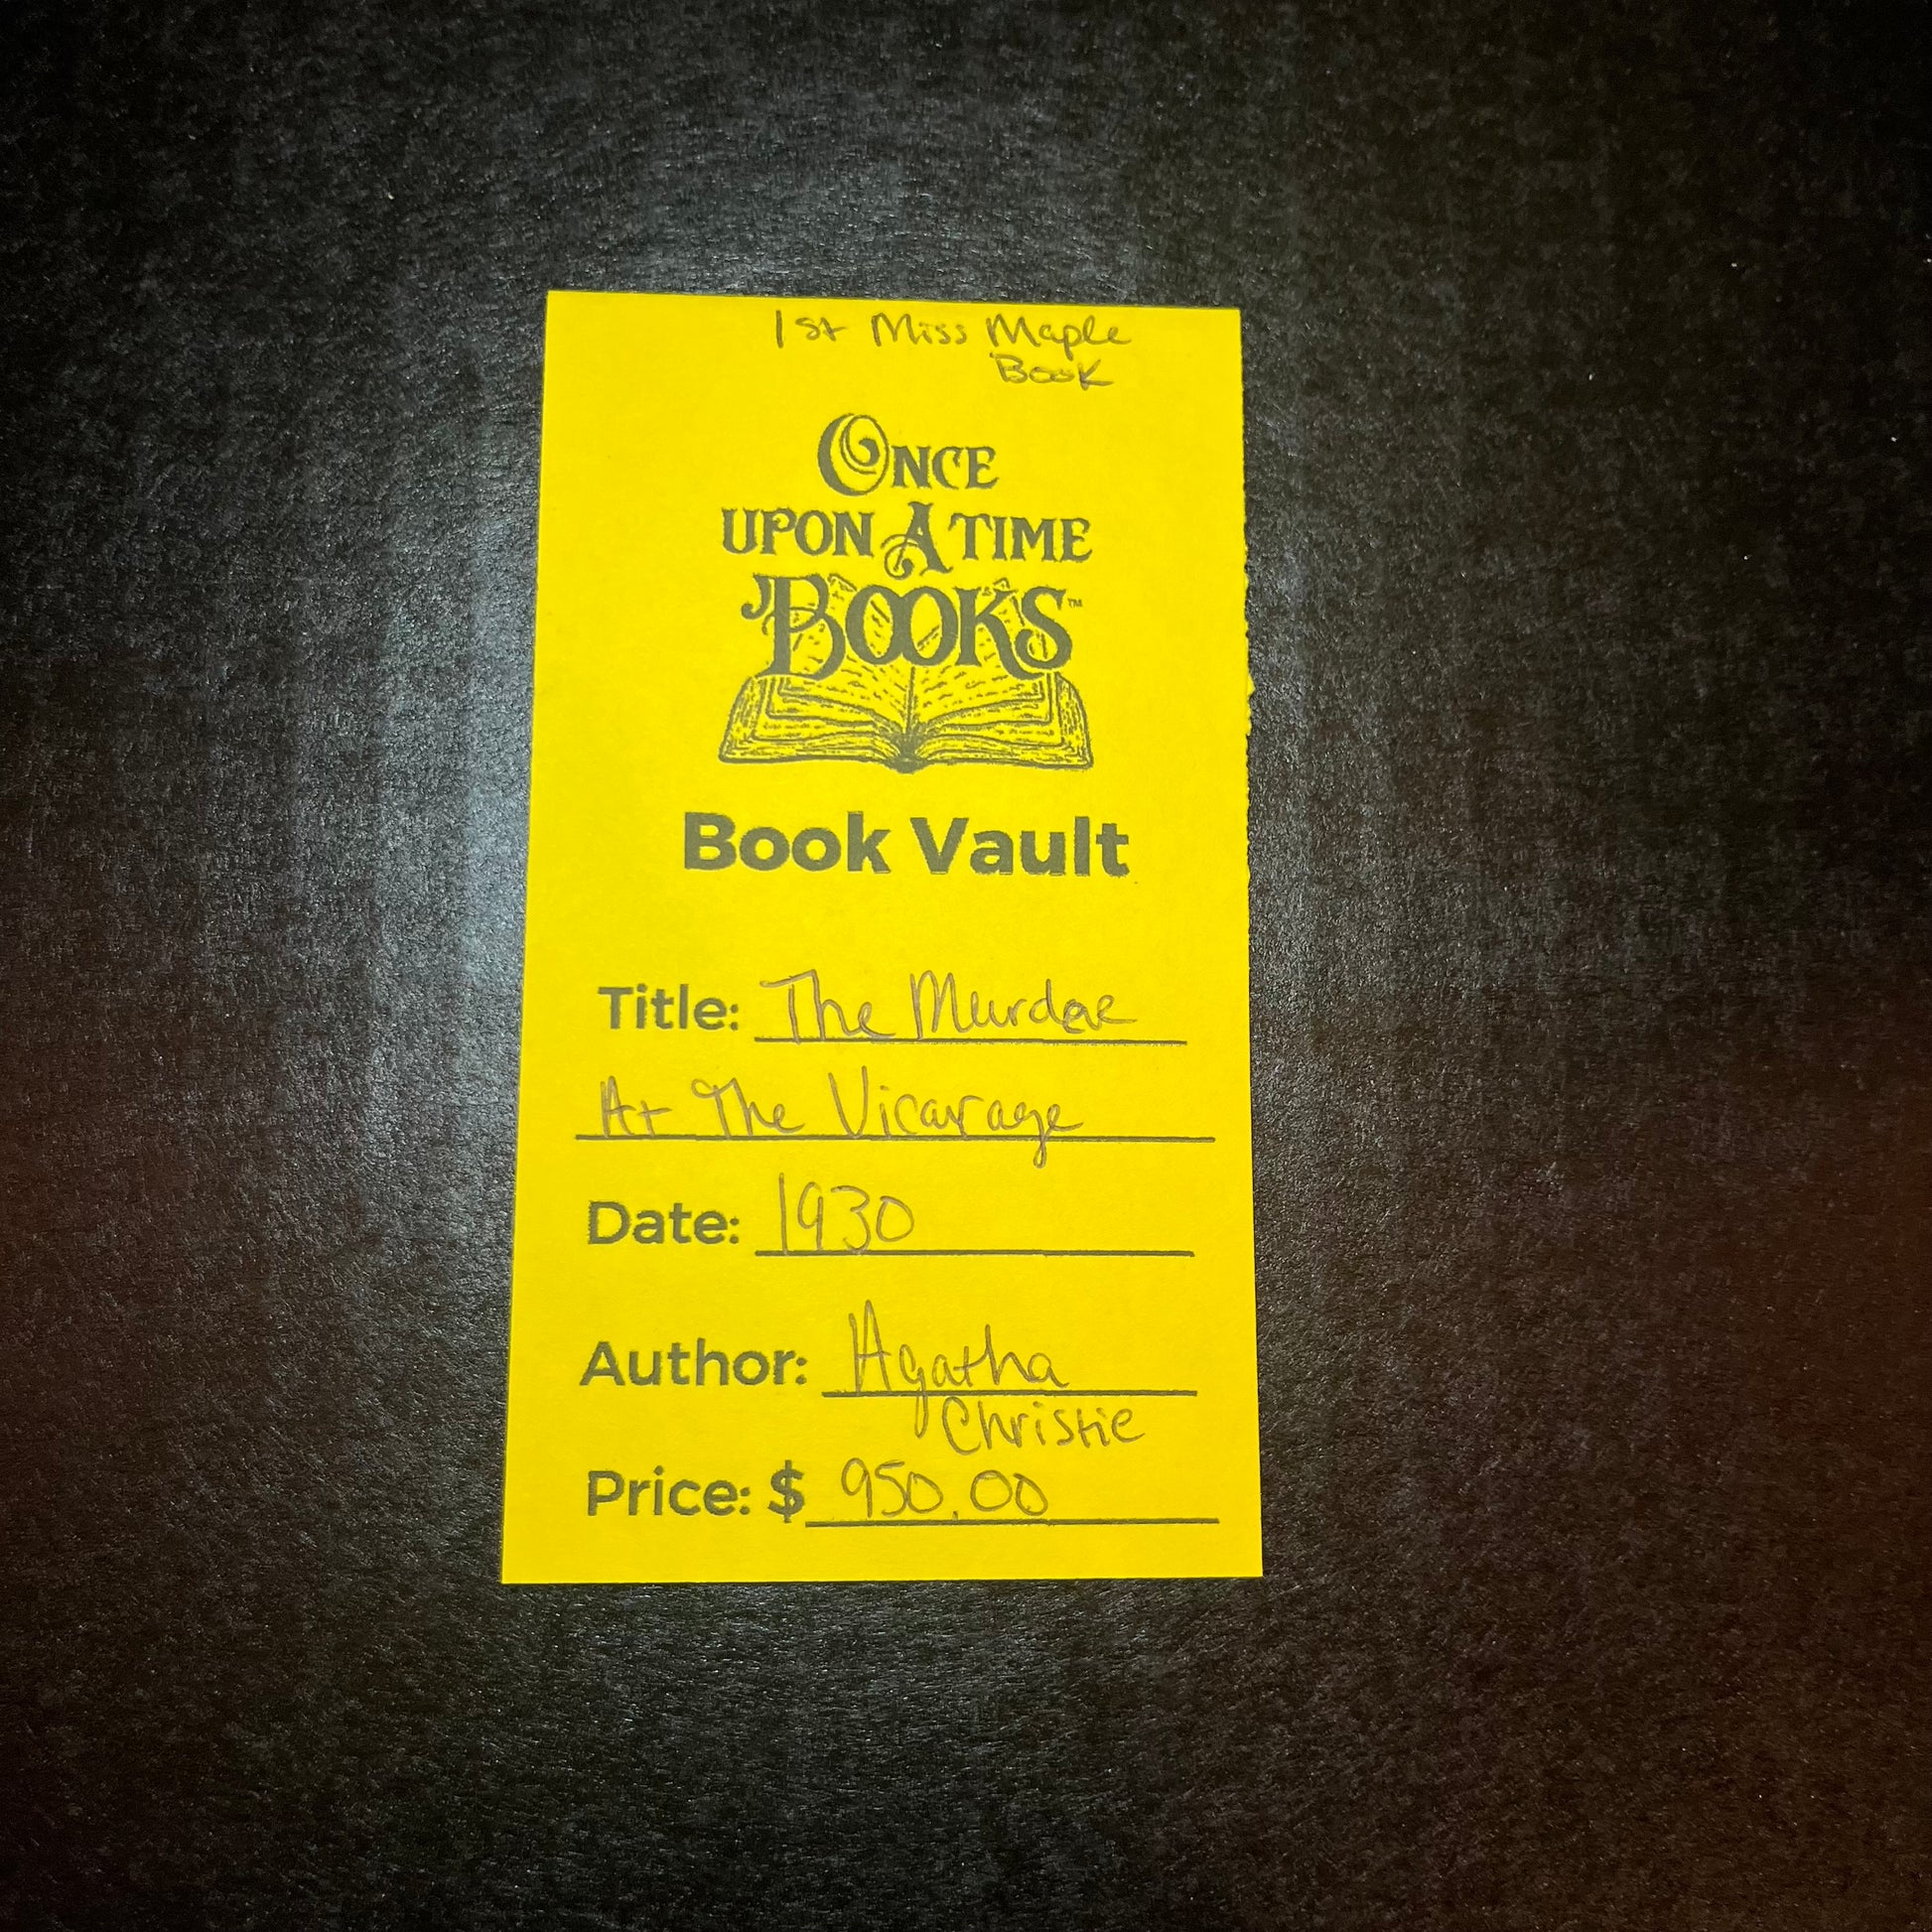 1st Miss Maple
Book
ONCE
UPON A TIME
BOOKS™
Book Vault
Title: The Murder
At The Vicarage
Date: 1930
Author: Agatha
Christie
Price: $ 950.00